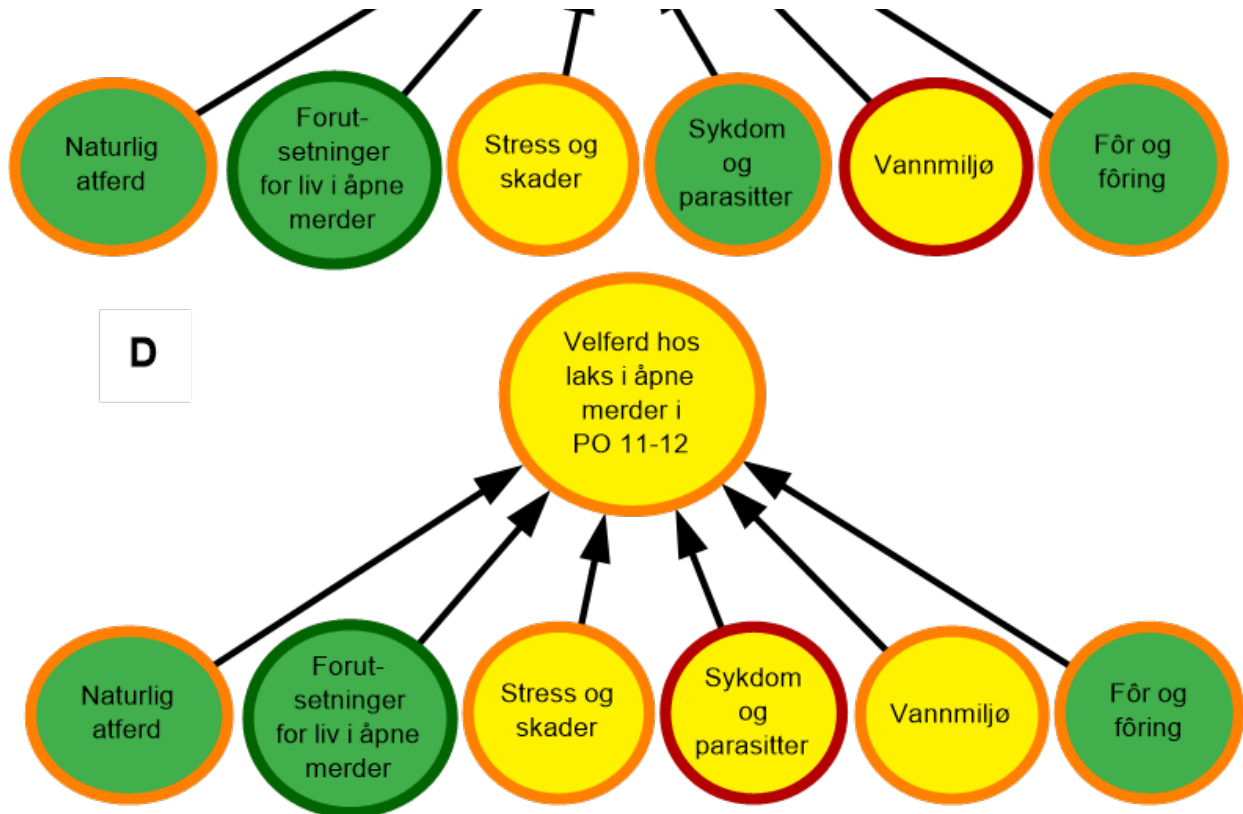 Naturlig
atferd
Forut-
setninger
for liv i åpne
merder
Stress og
skader
Sykdom
og
parasitter
Vannmiljø
Fôr og
fôring
D
Velferd hos
laks i åpne
merder i
PO 11-12
Naturlig
atferd
Forut-
setninger
for liv i åpne
merder
Stress og
skader
Sykdom
og
parasitter
Vannmiljø
Fôr og
fôring